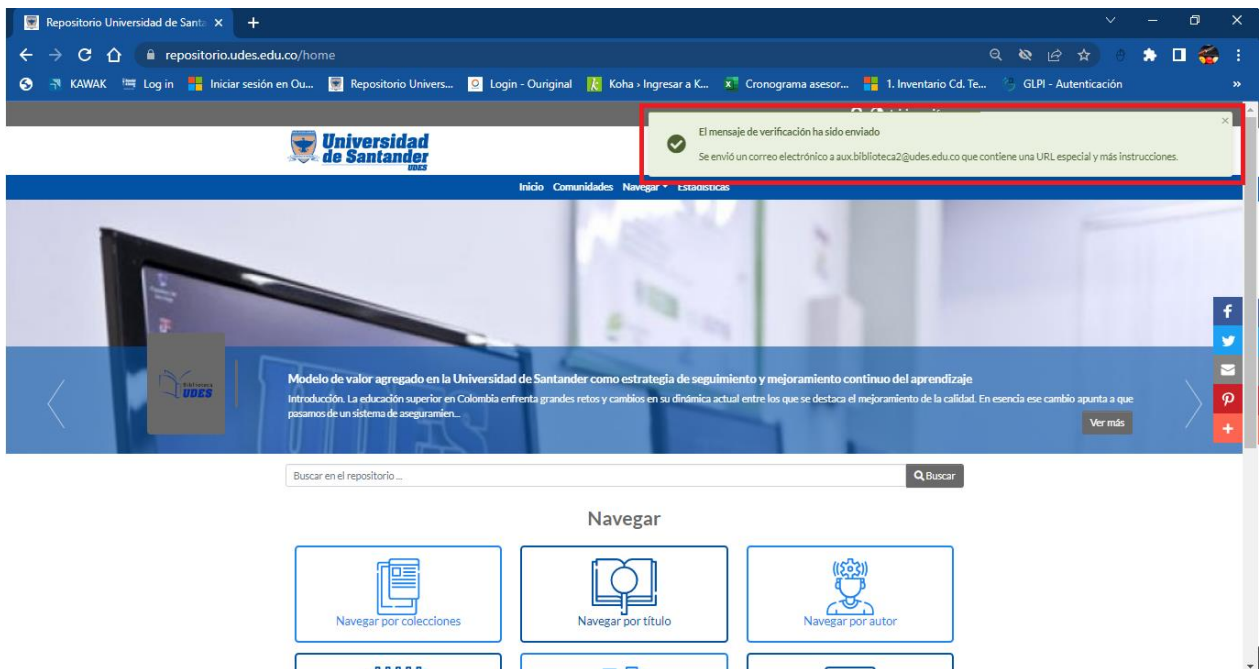 Repositorio Universidad de Santa
repositorio.udes.edu.co/home
KAWAK
Log in
Iniciar sesión en Ou...
Repositorio Univers...
Login - Ouriginal
Koha › Ingresar a K...
Cronograma asesor...
1. Inventario Cd. Te...
GLPI - Autenticación
»
El mensaje de verificación ha sido enviado
Se envió un correo electrónico a aux.biblioteca2@udes.edu.co que contiene una URL especial y más instrucciones.
Universidad
de Santander
UDES
Inicio Comunidades Navegar Estadísticas
Biblioteca
UDES
Modelo de valor agregado en la Universidad de Santander como estrategia de seguimiento y mejoramiento continuo del aprendizaje
Introducción. La educación superior en Colombia enfrenta grandes retos y cambios en su dinámica actual entre los que se destaca el mejoramiento de la calidad. En esencia ese cambio apunta a que
pasamos de un sistema de aseguramien...
Ver más
Buscar en el repositorio ...
Buscar
Navegar
Navegar por colecciones
Navegar por título
Navegar por autor